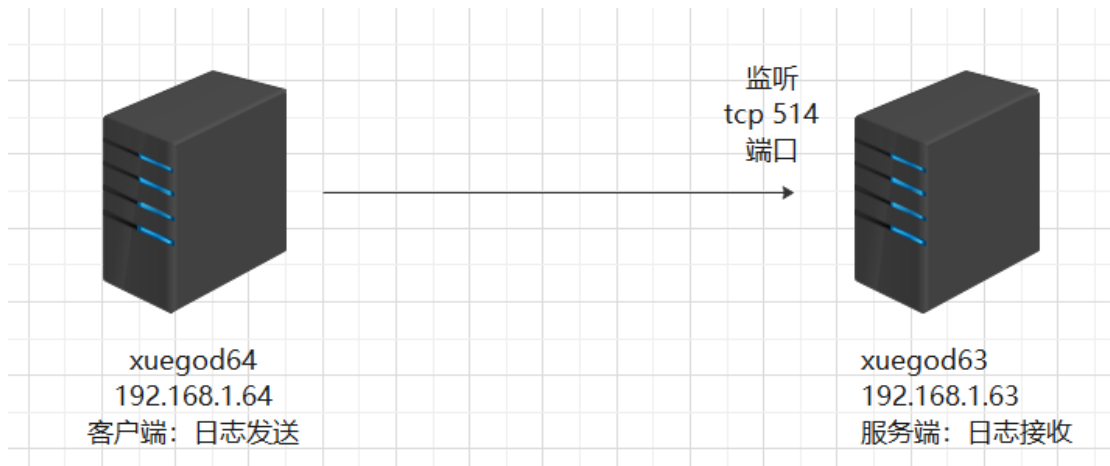 监听
tcp 514
端口
xuegod64
192.168.1.64
客户端：日志发送
xuegod63
192.168.1.63
服务端：日志接收